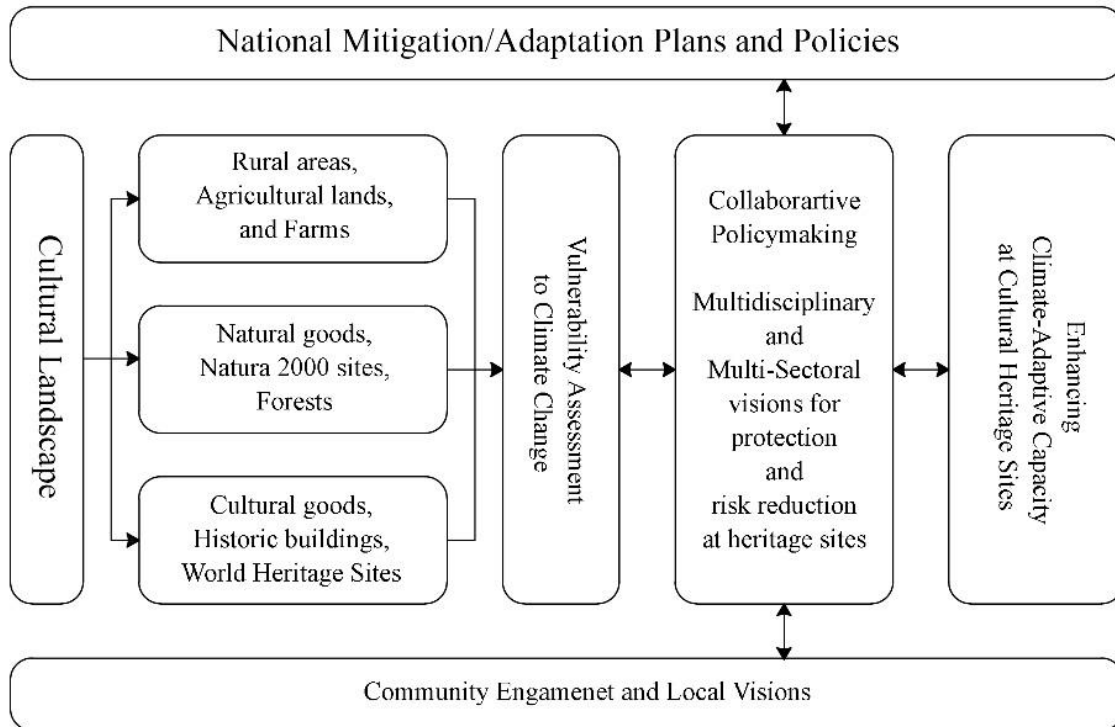 National Mitigation/Adaptation Plans and Policies
Cultural Landscape
Rural areas,
Agricultural lands,
and Farms
Natural goods,
Natura 2000 sites,
Forests
Cultural goods,
Historic buildings,
World Heritage Sites
Vulnerability Assessment
to Climate Change
Collaborartive
Policymaking
Multidisciplinary
and
Multi-Sectoral
visions for
protection
and
risk reduction
at heritage sites
Enhancing
Climate-Adaptive Capacity
at Cultural Heritage Sites
Community Engamenet and Local Visions